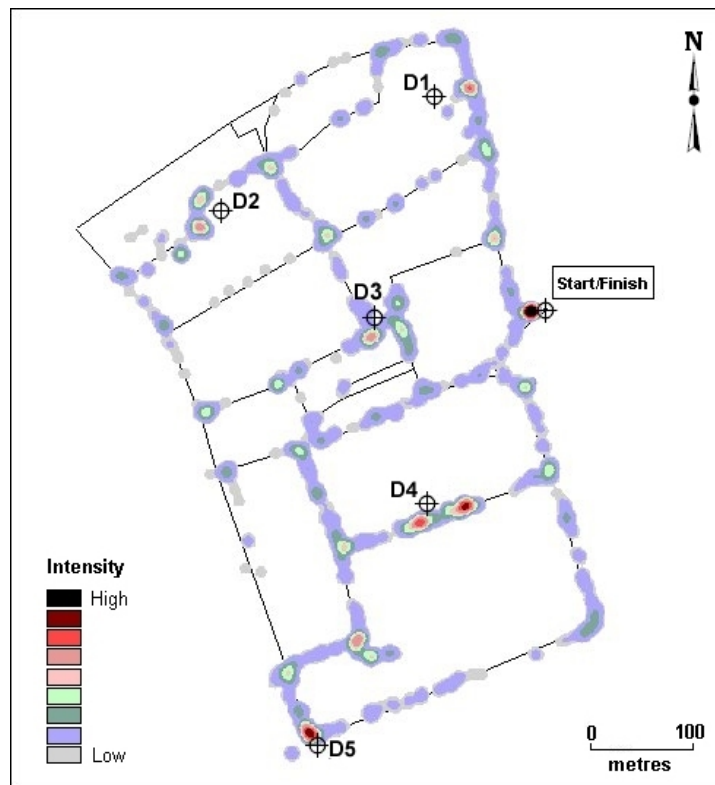 N
D1
D2
Start/Finish
D3
D4
Intensity
High
Low
D5
0 100
metres